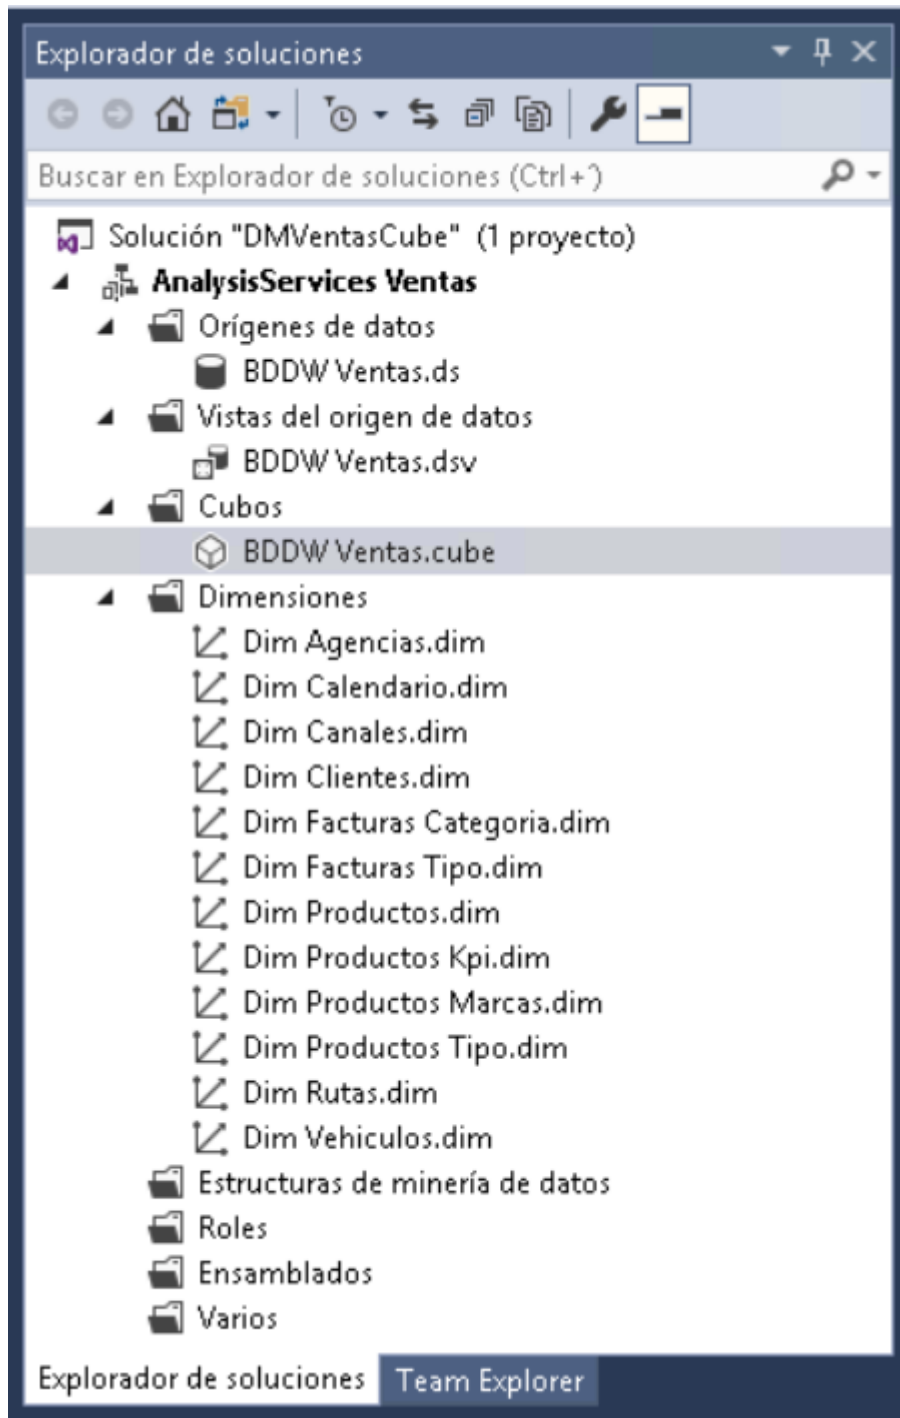 Explorador de soluciones
Buscar en Explorador de soluciones (Ctrl+´)
Solución "DMVentasCube" (1 proyecto)
AnalysisServices Ventas
Orígenes de datos
BDDW Ventas.ds
Vistas del origen de datos
BDDW Ventas.dsv
Cubos
BDDW Ventas.cube
Dimensiones
Dim Agencias.dim
Dim Calendario.dim
Dim Canales.dim
Dim Clientes.dim
Dim Facturas Categoria.dim
Dim Facturas Tipo.dim
Dim Productos.dim
Dim Productos Kpi.dim
Dim Productos Marcas.dim
Dim Productos Tipo.dim
Dim Rutas.dim
Dim Vehiculos.dim
Estructuras de minería de datos
Roles
Ensamblados
Varios
Explorador de soluciones Team Explorer